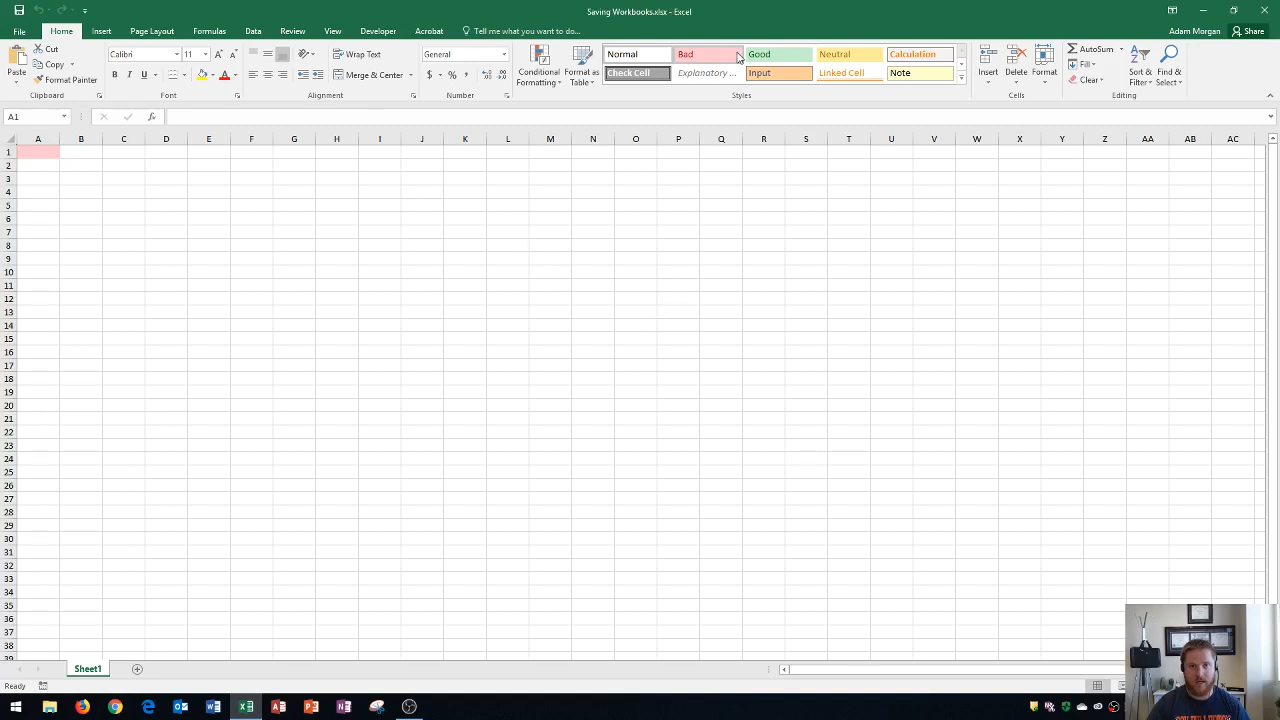 Saving Workbooks.xlsx - Excel
Adam Morgan
File Home Insert Page Layout Formulas Data Review View Developer Acrobat Tell me what you want to do... Share
Paste Cut Copy Format Painter
Clipboard
Calibri 11
B I U A
Font
Wrap Text
Merge & Center
Alignment
General
$ % ,
Number
Conditional Formatting
Format as Table
Normal Bad Good Neutral Calculation
Check Cell Explanatory ... Input Linked Cell Note
Styles
Insert Delete Format
Cells
AutoSum
Fill
Clear
Sort & Filter
Find & Select
Editing
A1 fx
A B C D E F G H I J K L M N O P Q R S T U V W X Y Z AA AB AC
1
2
3
4
5
6
7
8
9
10
11
12
13
14
15
16
17
18
19
20
21
22
23
24
25
26
27
28
29
30
31
32
33
34
35
36
37
38
39
Sheet1
Ready